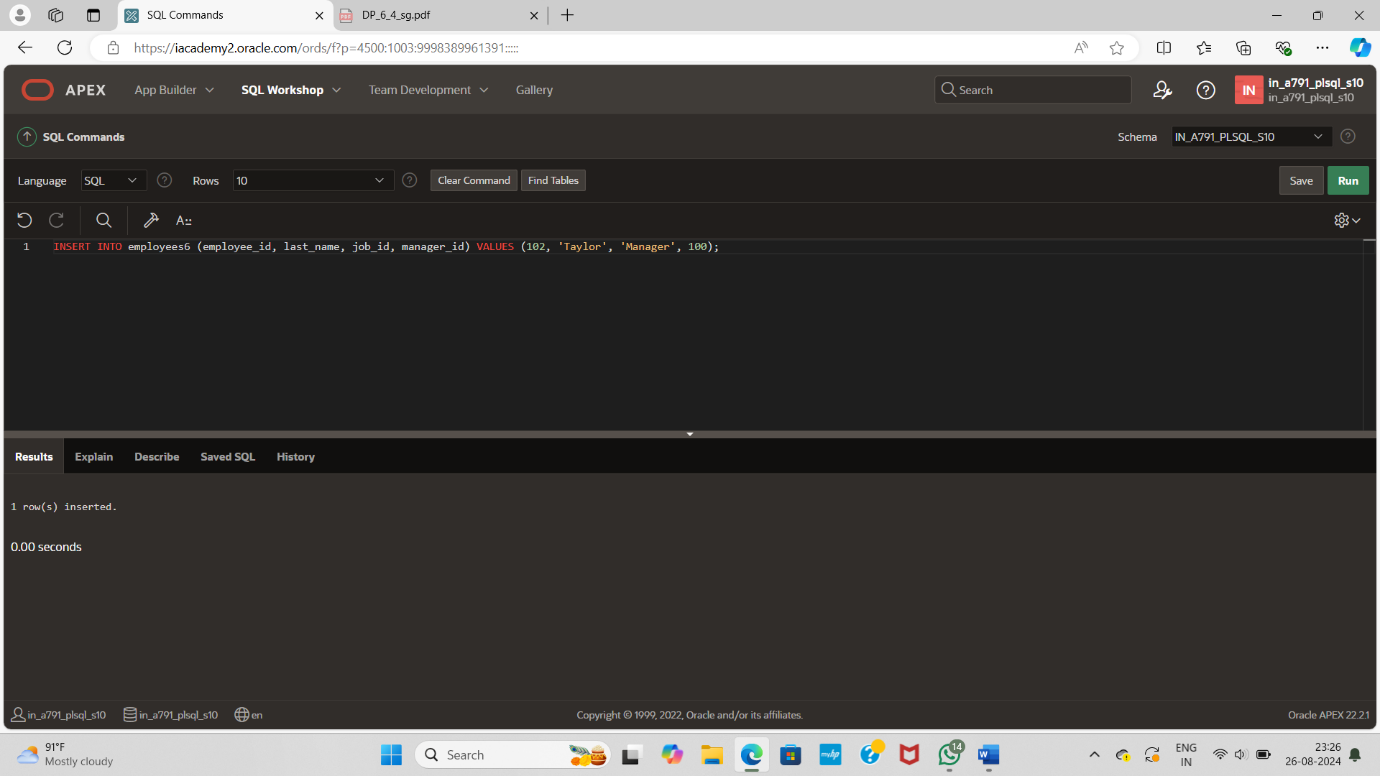 SQL Commands
DP_6_4_sg.pdf
https://iacademy2.oracle.com/ords/f?p=4500:1003:9998389961391:::::
APEX
App Builder
SQL Workshop
Team Development
Gallery
Search
IN
in_a791_plsql_s10
in_a791_plsql_s10
SQL Commands
Schema
IN_A791_PLSQL_S10
Language
SQL
Rows
10
Clear Command
Find Tables
Save
Run
A::
1 INSERT INTO employees6 (employee_id, last_name, job_id, manager_id) VALUES (102, 'Taylor', 'Manager', 100);
Results
Explain
Describe
Saved SQL
History
1 row(s) inserted.
0.00 seconds
in_a791_plsql_s10
in_a791_plsql_s10
en
Copyright © 1999, 2022, Oracle and/or its affiliates.
Oracle APEX 22.2.1
91°F
Mostly cloudy
Search
myhp
14
ENG
IN
23:26
26-08-2024